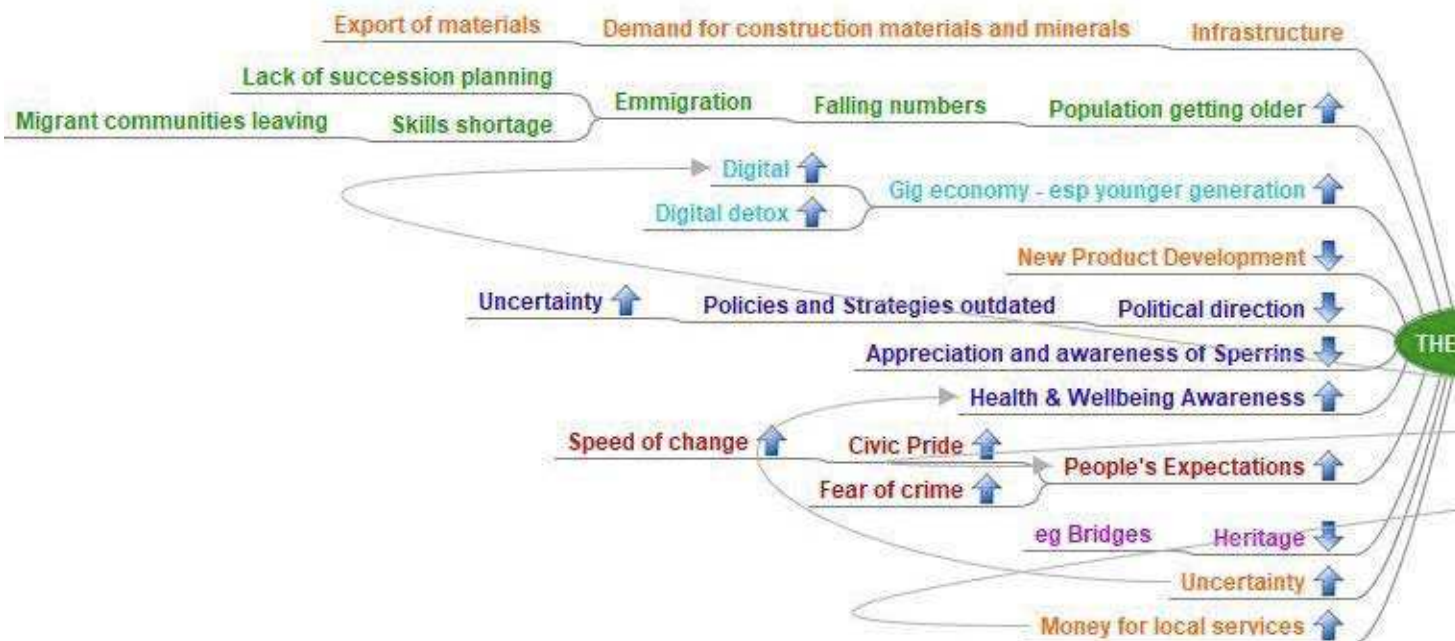 Export of materials
Demand for construction materials and minerals
Infrastructure
Lack of succession planning
Migrant communities leaving
Skills shortage
Emmigration
Falling numbers
Population getting older
Digital
Digital detox
Gig economy - esp younger generation
New Product Development
Uncertainty
Policies and Strategies outdated
Political direction
Appreciation and awareness of Sperrins
Health & Wellbeing Awareness
Speed of change
Civic Pride
Fear of crime
People's Expectations
eg Bridges
Heritage
Uncertainty
Money for local services
THE